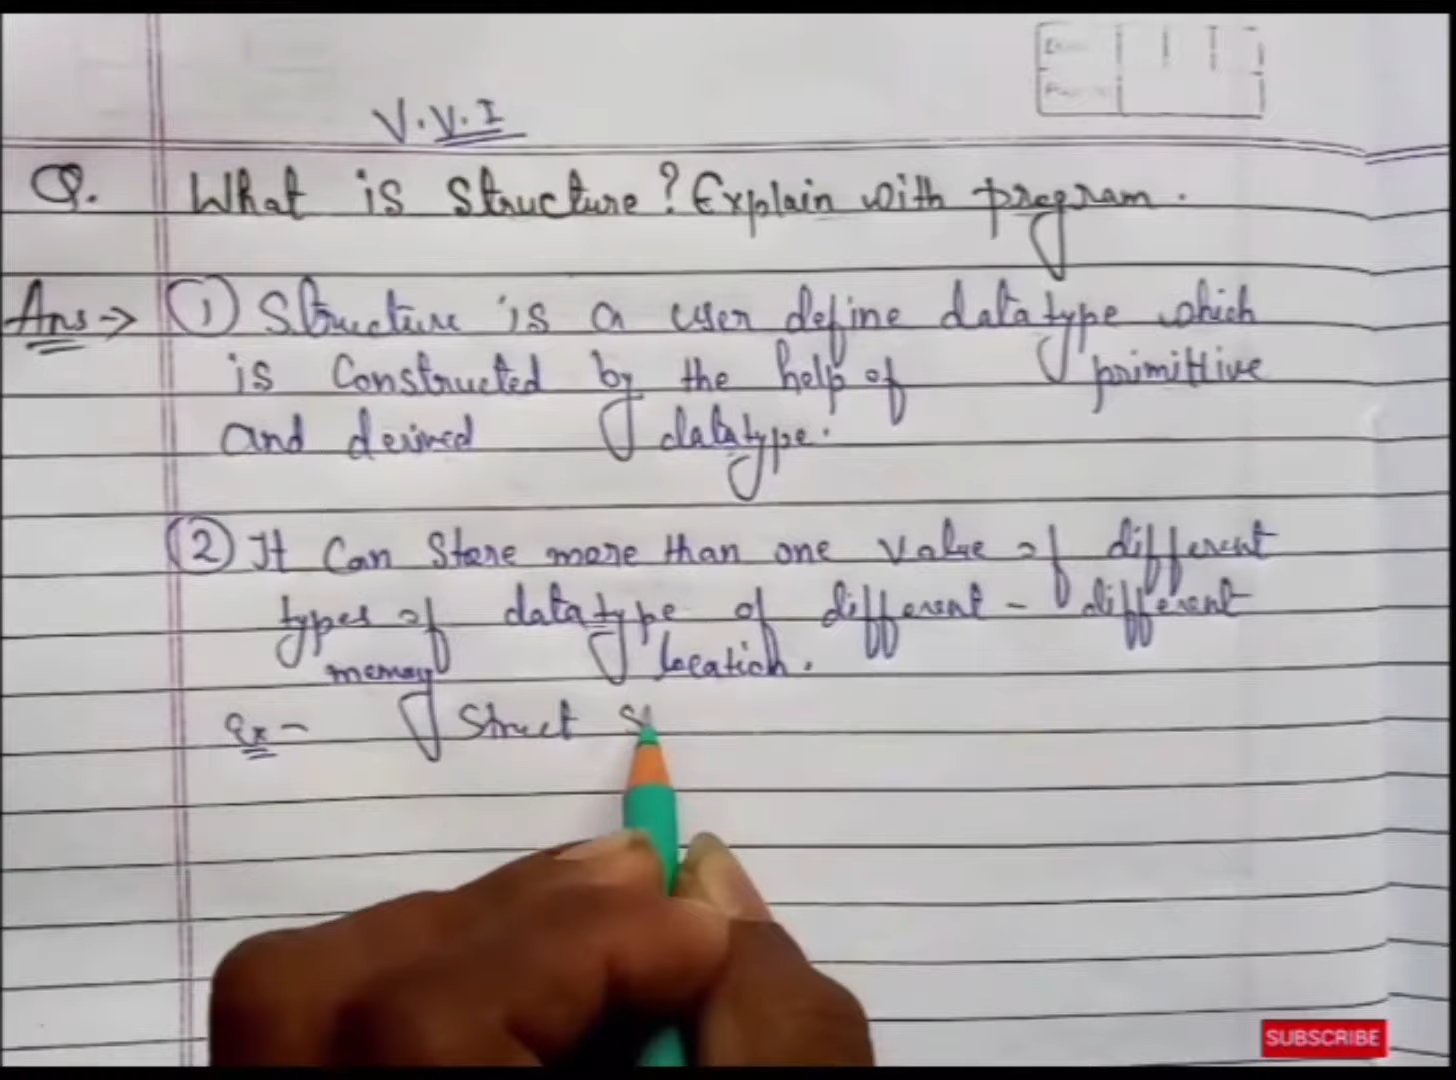 V.V.I
Q. What is Structure? Explain with program.
Ans → ① Structure is a user define datatype which
is Constructed by the help of primittive
and derived datatype.
② It Can Store more than one Value of different
types of datatype of different - different
memory location.
Ex - Struct S
SUBSCRIBE